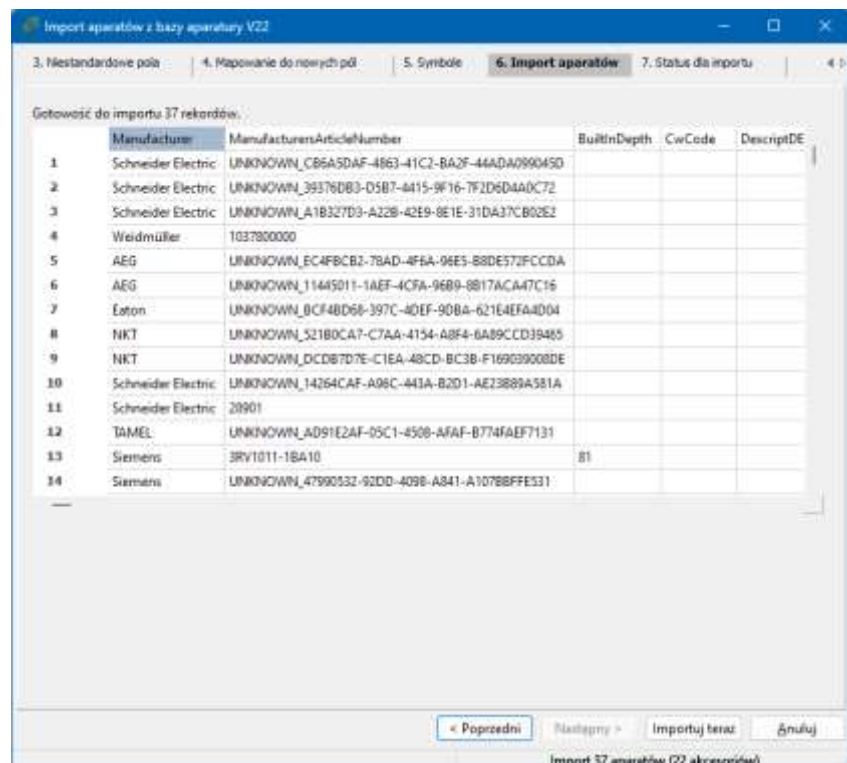 Import aparatów z bazy aparatury V22
3. Niestandardowe pola 4. Mapowanie do nowych pól 5. Symbole 6. Import aparatów 7. Status dla importu
Gotowość do importu 37 rekordów.
Manufacturer ManufacturersArticleNumber BuiltInDepth CwCode DescriptDE
1 Schneider Electric UNKNOWN_CB6A5DAF-4863-41C2-BA2F-44ADA099045D
2 Schneider Electric UNKNOWN_39376DB3-D5B7-4415-9F16-7F2D6D4A0C72
3 Schneider Electric UNKNOWN_A1B327D3-A22B-42E9-8E1E-31DA37CB02E2
4 Weidmüller 1037800000
5 AEG UNKNOWN_EC4FBCB2-78AD-4F6A-96E5-B8DE572FCCDA
6 AEG UNKNOWN_11445011-1AEF-4CFA-96B9-8B17ACA47C16
7 Eaton UNKNOWN_BCF4BD68-397C-4DEF-9DBA-621E4EFA4D04
8 NKT UNKNOWN_521B0CA7-C7AA-4154-A8F4-6A89CCD39465
9 NKT UNKNOWN_DCDB7D7E-C1EA-48CD-BC3B-F169039008DE
10 Schneider Electric UNKNOWN_14264CAF-A96C-443A-B2D1-AE23B89A581A
11 Schneider Electric 28901
12 TAMEL UNKNOWN_AD91E2AF-05C1-4508-AFAF-B774FAEF7131
13 Siemens 3RV1011-1BA10 81
14 Siemens UNKNOWN_47990532-92DD-4098-A841-A107BBFFE531
< Poprzedni Następny > Importuj teraz Anuluj
Import 37 aparatów (22 akcesoriów)